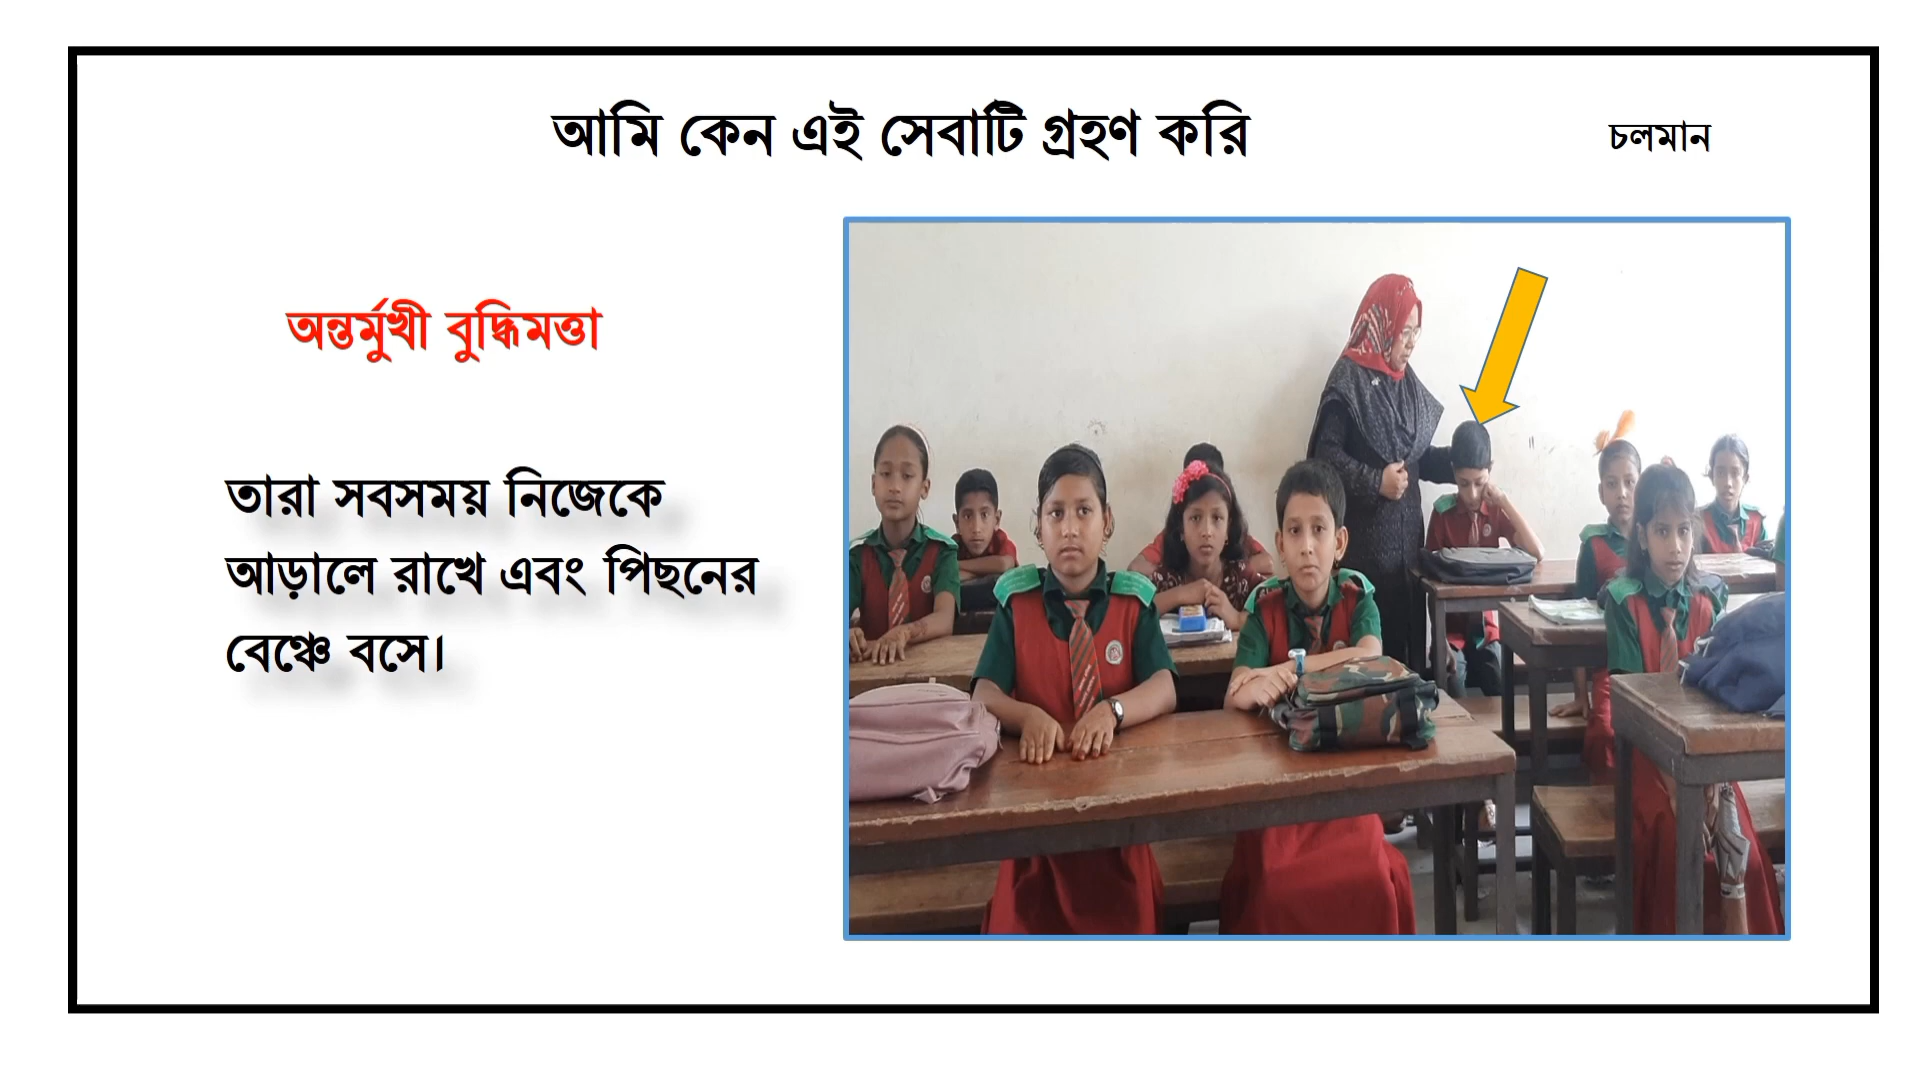 আমি কেন এই সেবাটি গ্রহণ করি
চলমান
অন্তর্মুখী বুদ্ধিমত্তা
তারা সবসময় নিজেকে
আড়ালে রাখে এবং পিছনের
বেঞ্চে বসে।